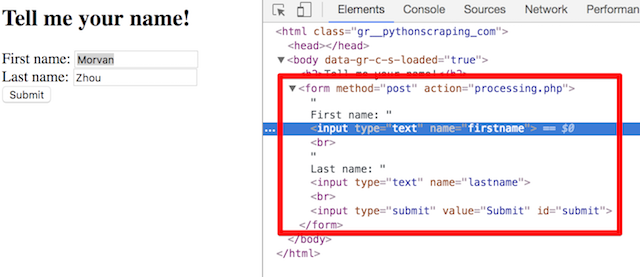 Tell me your name!
First name: Morvan
Last name: Zhou
Submit
Elements Console Sources Network Performan
<html class="gr__pythonscraping_com">
<head></head>
▼<body data-gr-c-s-loaded="true">
<h2>Tell me your name!</h2>
▼<form method="post" action="processing.php">
"
First name: "
... <input type="text" name="firstname"> == $0
<br>
"
Last name: "
<input type="text" name="lastname">
<br>
<input type="submit" value="Submit" id="submit">
</form>
</body>
</html>